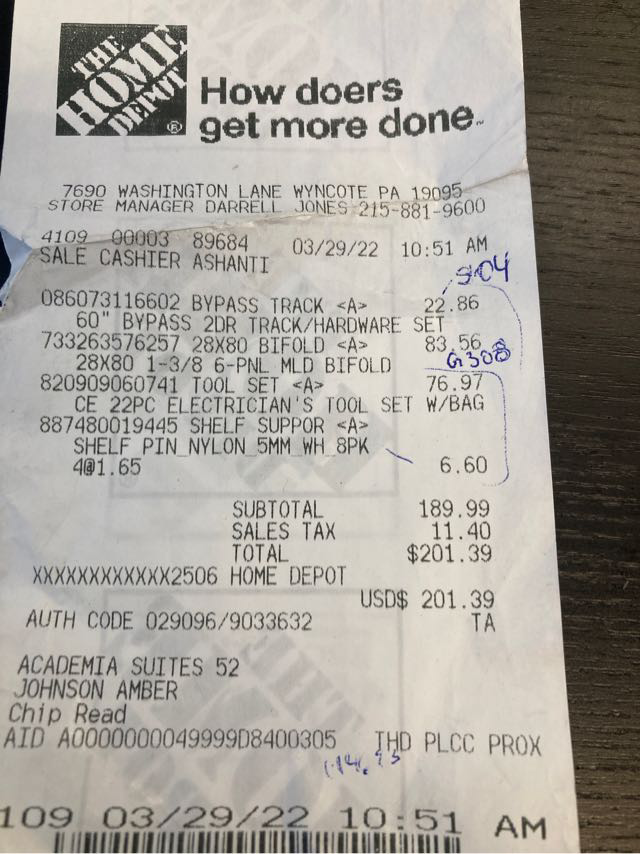 THE
HOME
DEPOT
®
How doers
get more done™
7690 WASHINGTON LANE WYNCOTE PA 19095
STORE MANAGER DARRELL JONES 215-881-9600
4109 00003 89684 03/29/22 10:51 AM
SALE CASHIER ASHANTI
904
086073116602 BYPASS TRACK <A> 22.86
60" BYPASS 2DR TRACK/HARDWARE SET
733263576257 28X80 BIFOLD <A> 83.56
G308
28X80 1-3/8 6-PNL MLD BIFOLD
820909060741 TOOL SET <A> 76.97
CE 22PC ELECTRICIAN'S TOOL SET W/BAG
887480019445 SHELF SUPPOR <A>
SHELF PIN_NYLON_5MM_WH_8PK
4@1.65 6.60
SUBTOTAL 189.99
SALES TAX 11.40
TOTAL $201.39
XXXXXXXXXXXX2506 HOME DEPOT
USD$ 201.39
AUTH CODE 029096/9033632 TA
ACADEMIA SUITES 52
JOHNSON AMBER
Chip Read
AID A0000000049999D8400305 THD PLCC PROX
109 03/29/22 10:51 AM